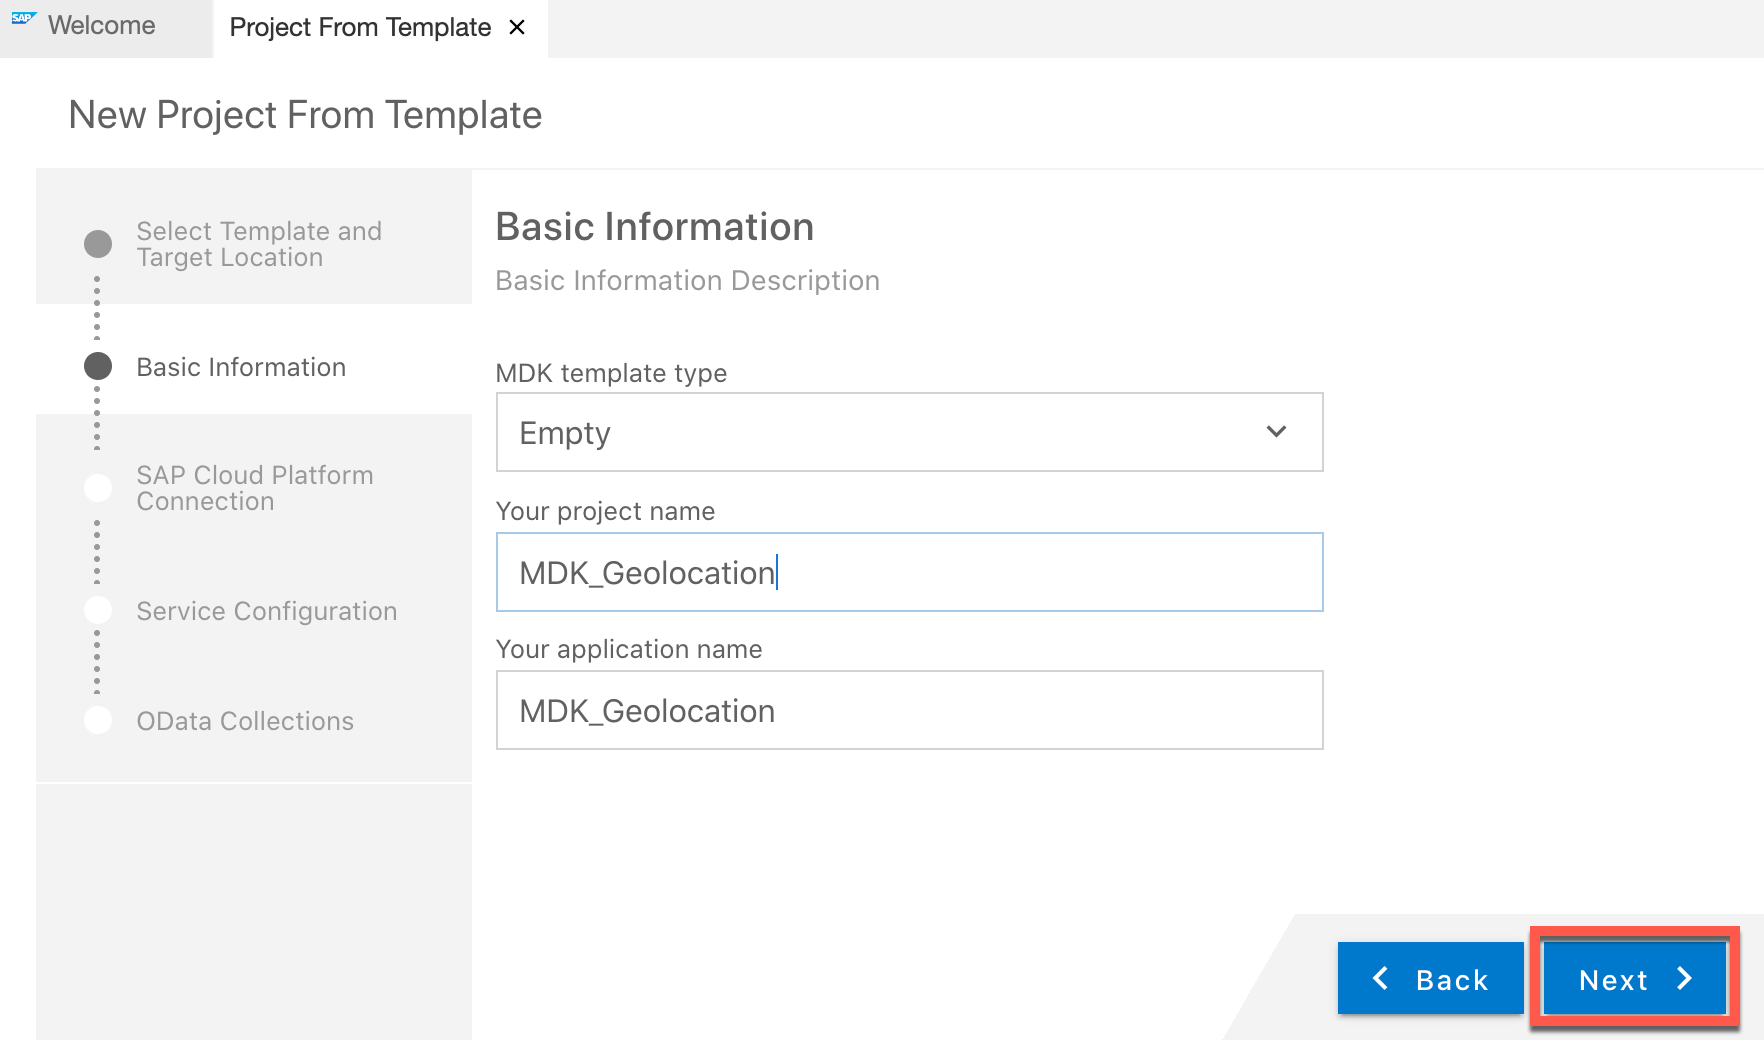 SAP Welcome
Project From Template
New Project From Template
Select Template and
Target Location
Basic Information
SAP Cloud Platform
Connection
Service Configuration
OData Collections
Basic Information
Basic Information Description
MDK template type
Empty
Your project name
MDK_Geolocation
Your application name
MDK_Geolocation
Back
Next